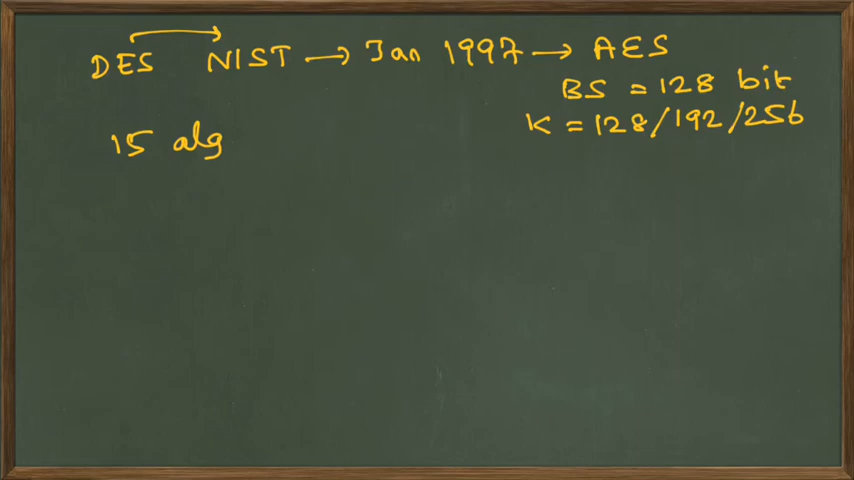 DES NIST → Jan 1997 → AES
BS = 128 bit
K = 128/192/256
15 alg